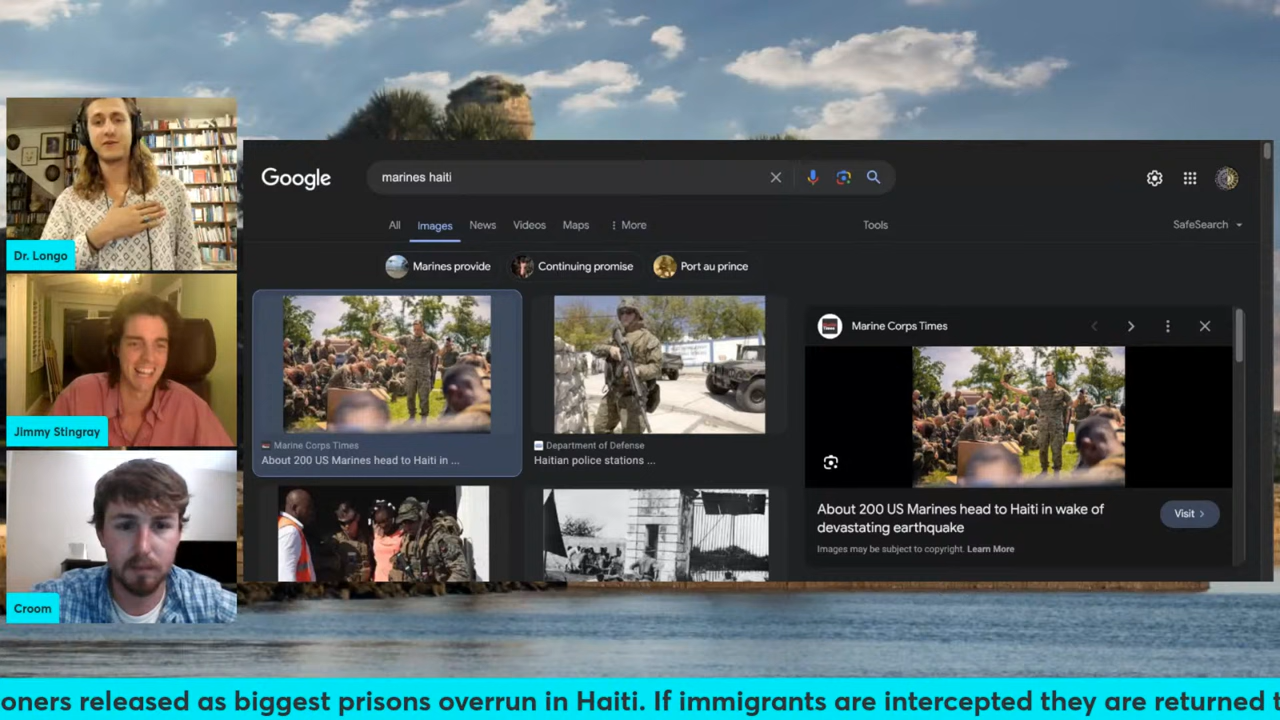 Dr. Longo
Jimmy Stingray
Croom
Google
marines haiti
All Images News Videos Maps More Tools SafeSearch
Marines provide Continuing promise Port au prince
Marine Corps Times
About 200 US Marines head to Haiti in ...
Department of Defense
Haitian police stations ...
Marine Corps Times
About 200 US Marines head to Haiti in wake of
devastating earthquake
Visit
Images may be subject to copyright. Learn More
oners released as biggest prisons overrun in Haiti. If immigrants are intercepted they are returned t